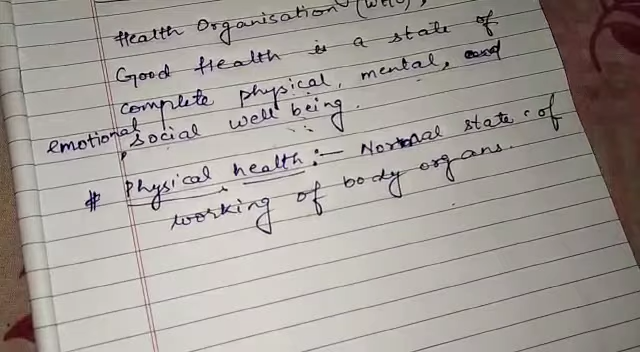 Health Organisation (WHO),
Good Health is a state of
complete physical, mental, and
emotional, social well being.
# Physical health :- Normal state of
working of body organs.